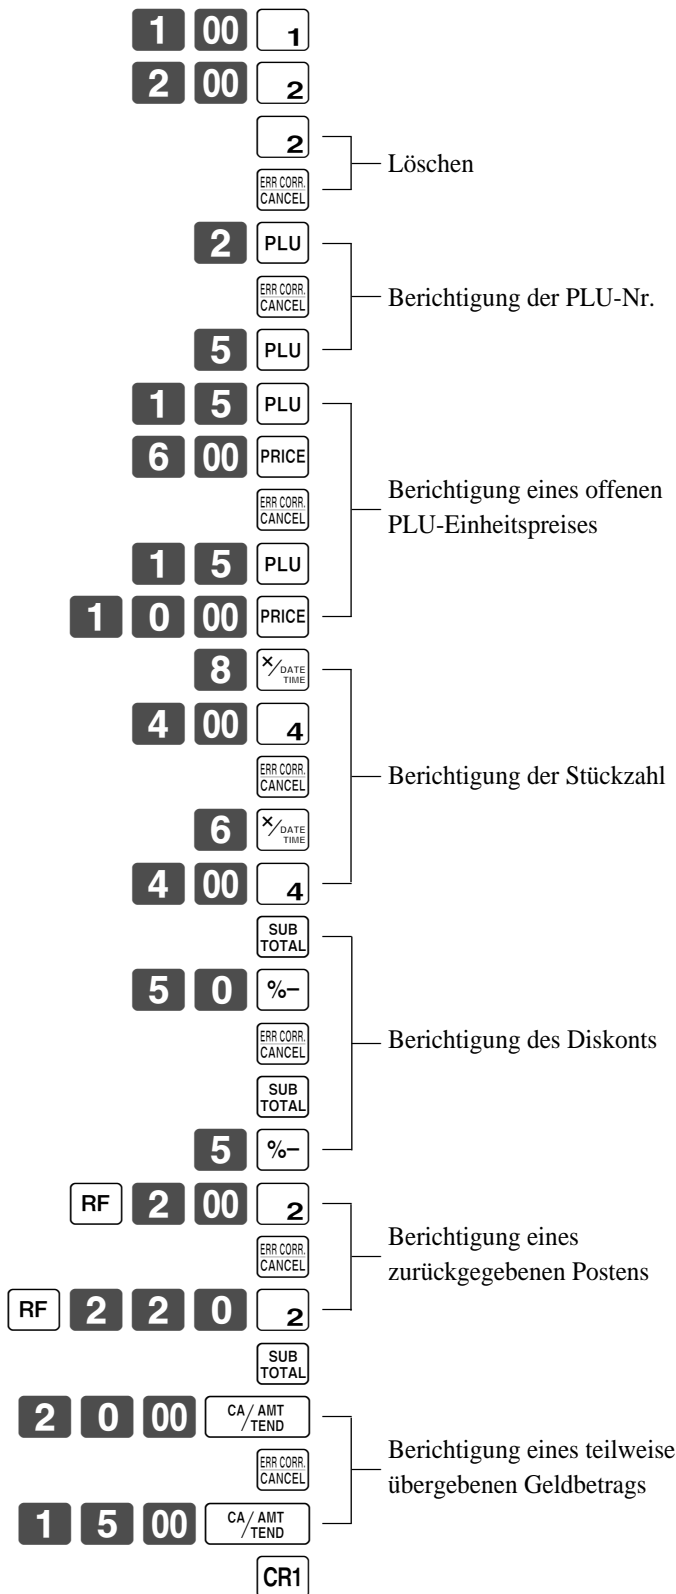 1 00 1
2 00 2
2
ERR CORR.
CANCEL
Löschen
2 PLU
ERR CORR.
CANCEL
5 PLU
Berichtigung der PLU-Nr.
1 5 PLU
6 00 PRICE
ERR CORR.
CANCEL
1 5 PLU
1 0 00 PRICE
Berichtigung eines offenen
PLU-Einheitspreises
8 ×/DATE
TIME
4 00 4
ERR CORR.
CANCEL
6 ×/DATE
TIME
4 00 4
Berichtigung der Stückzahl
SUB
TOTAL
5 0 %−
ERR CORR.
CANCEL
SUB
TOTAL
5 %−
Berichtigung des Diskonts
RF 2 00 2
ERR CORR.
CANCEL
RF 2 2 0 2
Berichtigung eines
zurückgegebenen Postens
SUB
TOTAL
2 0 00 CA/AMT
TEND
ERR CORR.
CANCEL
1 5 00 CA/AMT
TEND
Berichtigung eines teilweise
übergebenen Geldbetrags
CR1